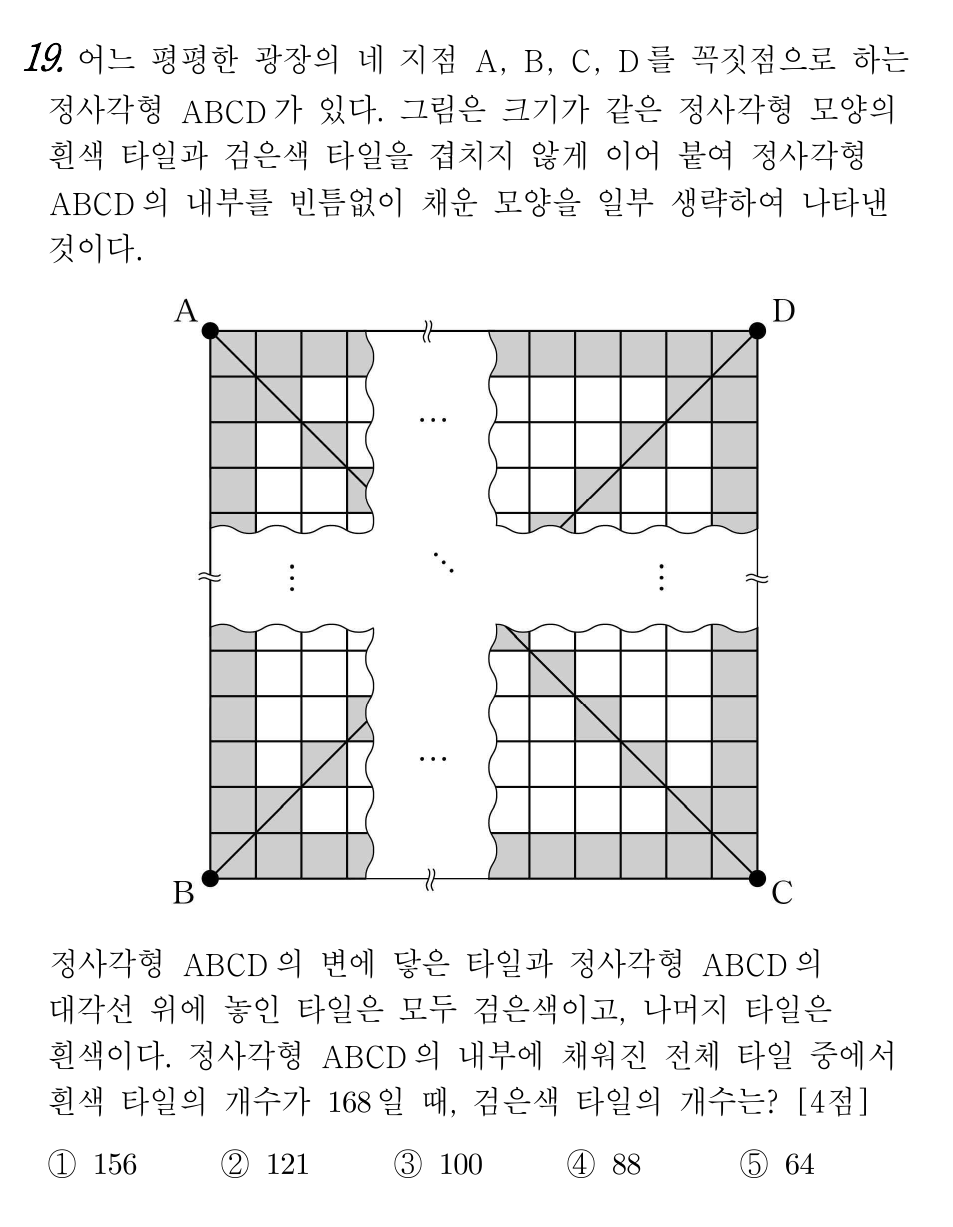 19. 어느 평평한 광장의 네 지점 A, B, C, D를 꼭짓점으로 하는
정사각형 ABCD가 있다. 그림은 크기가 같은 정사각형 모양의
흰색 타일과 검은색 타일을 겹치지 않게 이어 붙여 정사각형
ABCD의 내부를 빈틈없이 채운 모양을 일부 생략하여 나타낸
것이다.
A D
B C
정사각형 ABCD의 변에 닿은 타일과 정사각형 ABCD의
대각선 위에 놓인 타일은 모두 검은색이고, 나머지 타일은
흰색이다. 정사각형 ABCD의 내부에 채워진 전체 타일 중에서
흰색 타일의 개수가 168일 때, 검은색 타일의 개수는? [4점]
① 156 ② 121 ③ 100 ④ 88 ⑤ 64